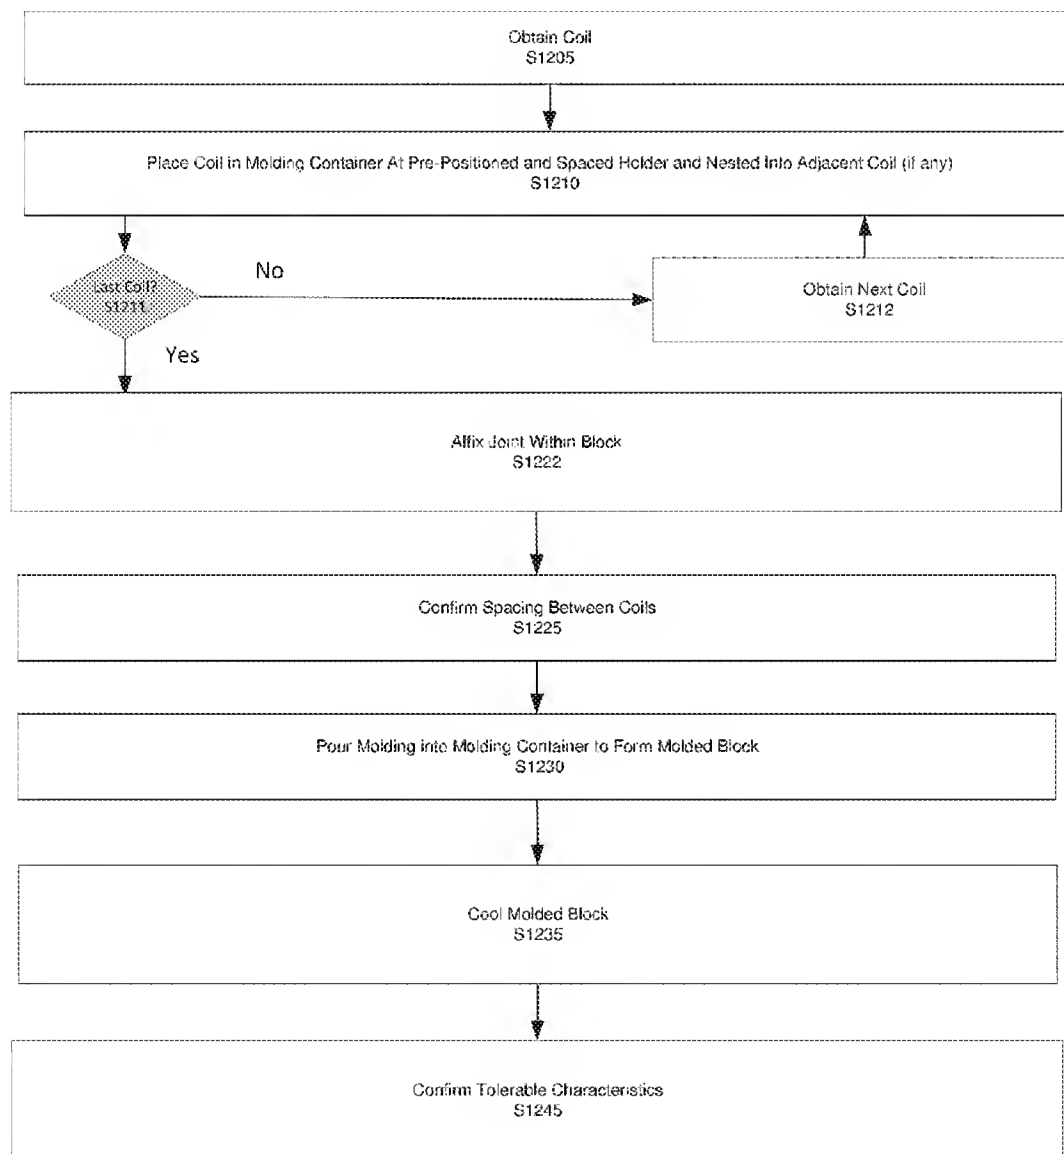 Obtain Coil
S1205
Place Coil in Molding Container At Pre-Positioned and Spaced Holder and Nested Into Adjacent Coil (if any)
S1210
Last Coil?
S1211
No
Obtain Next Coil
S1212
Yes
Affix Joint Within Block
S1222
Confirm Spacing Between Coils
S1225
Pour Molding into Molding Container to Form Molded Block
S1230
Cool Molded Block
S1235
Confirm Tolerable Characteristics
S1245